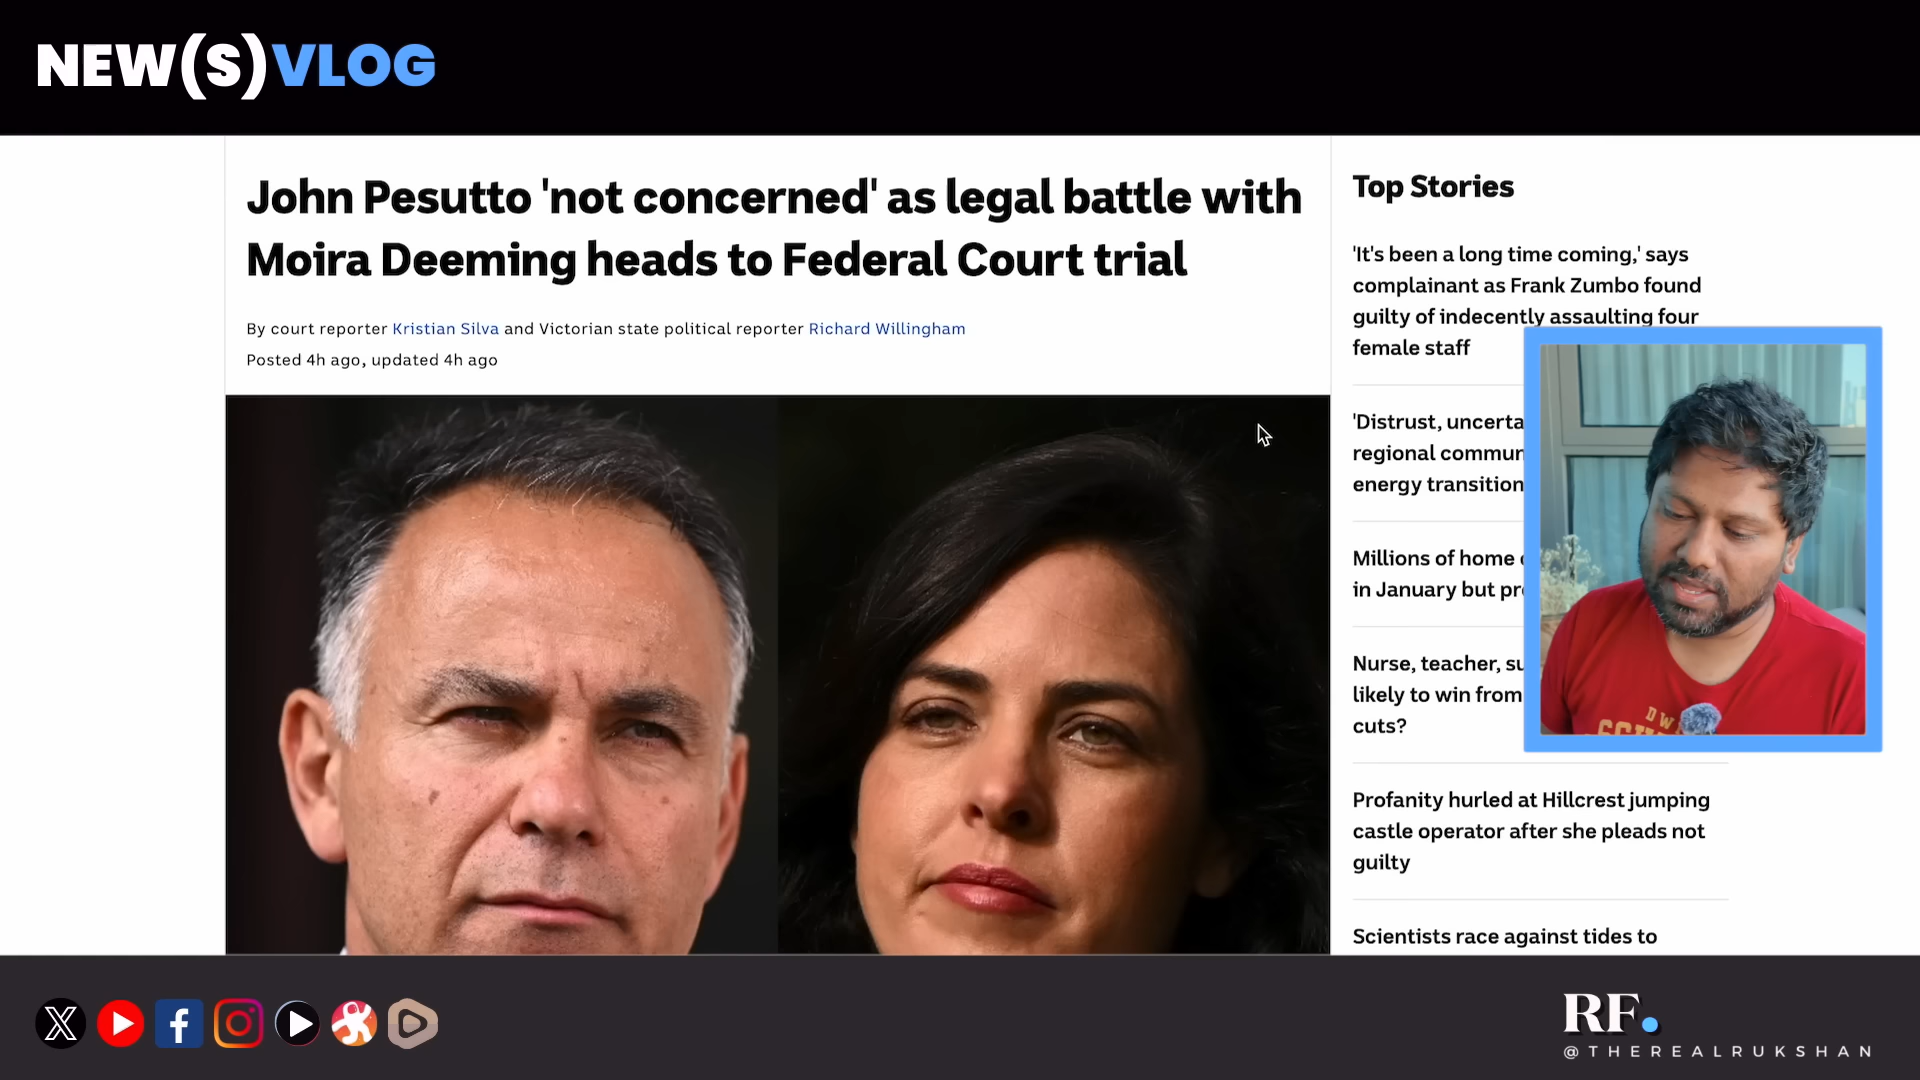 NEW(S)VLOG
John Pesutto 'not concerned' as legal battle with
Moira Deeming heads to Federal Court trial
By court reporter Kristian Silva and Victorian state political reporter Richard Willingham
Posted 4h ago, updated 4h ago
Top Stories
'It's been a long time coming,' says
complainant as Frank Zumbo found
guilty of indecently assaulting four
female staff
'Distrust,
regional
energy transition
Millions of home
in January but
Nurse, teacher,
likely to win from
cuts?
Profanity hurled at Hillcrest jumping
castle operator after she pleads not
guilty
Scientists race against tides to
RF.
@THEREALRUKSHAN